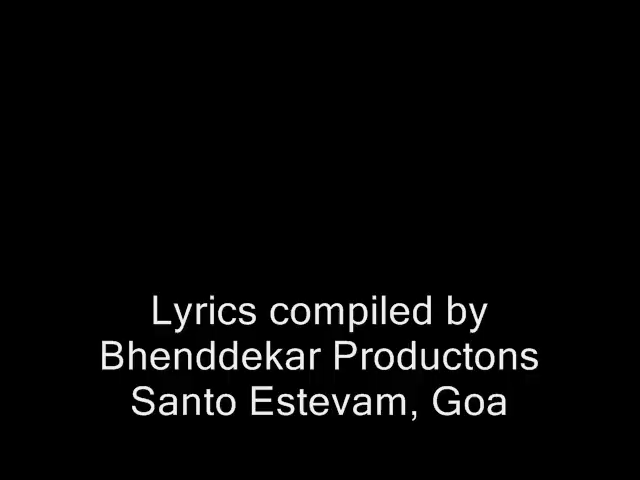 Lyrics compiled by
Bhenddekar Productons
Santo Estevam, Goa